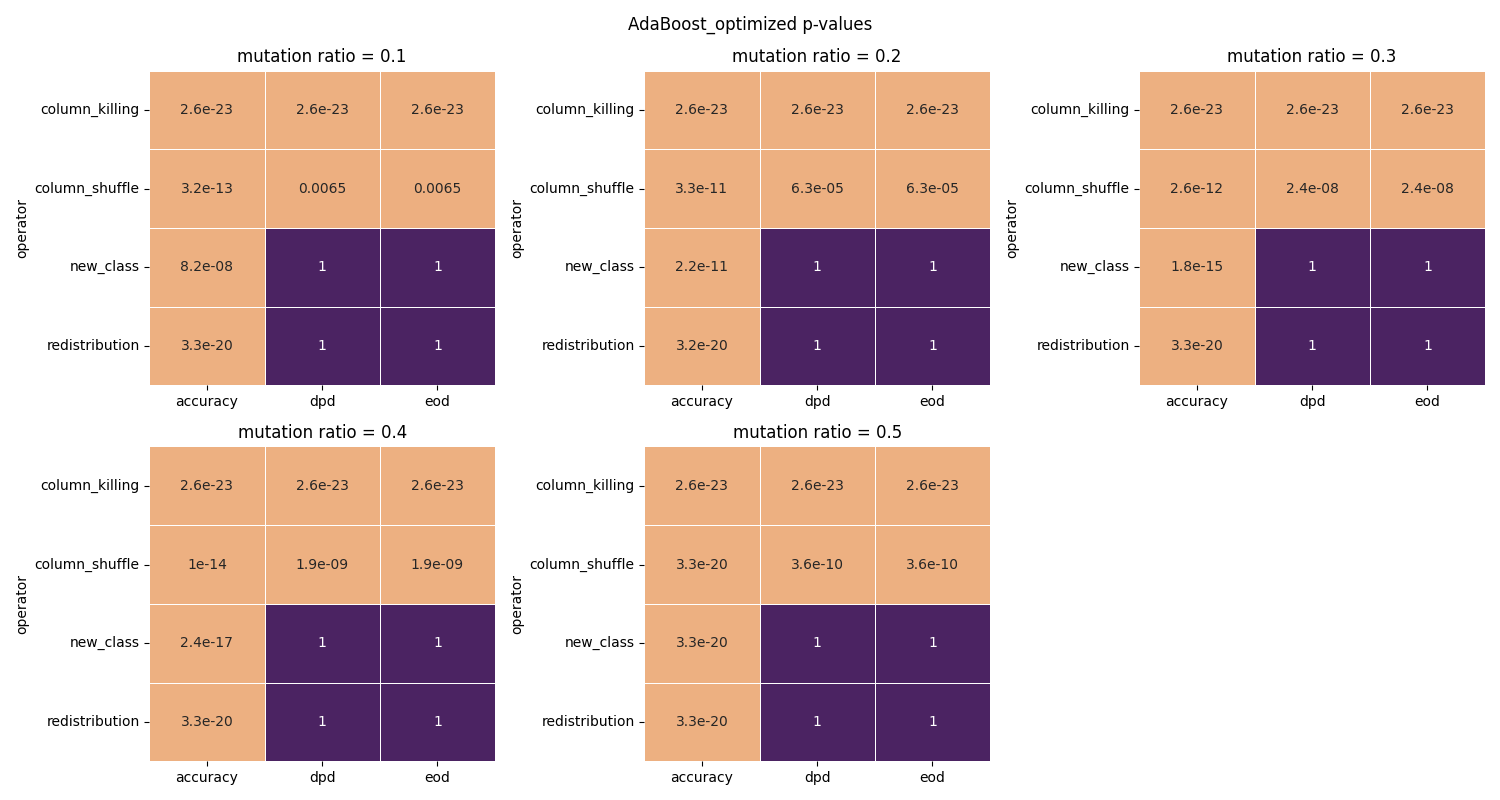 AdaBoost_optimized p-values
mutation ratio = 0.1
operator
column_killing 2.6e-23 2.6e-23 2.6e-23
column_shuffle 3.2e-13 0.0065 0.0065
new_class 8.2e-08 1 1
redistribution 3.3e-20 1 1
accuracy dpd eod
mutation ratio = 0.2
operator
column_killing 2.6e-23 2.6e-23 2.6e-23
column_shuffle 3.3e-11 6.3e-05 6.3e-05
new_class 2.2e-11 1 1
redistribution 3.2e-20 1 1
accuracy dpd eod
mutation ratio = 0.3
operator
column_killing 2.6e-23 2.6e-23 2.6e-23
column_shuffle 2.6e-12 2.4e-08 2.4e-08
new_class 1.8e-15 1 1
redistribution 3.3e-20 1 1
accuracy dpd eod
mutation ratio = 0.4
operator
column_killing 2.6e-23 2.6e-23 2.6e-23
column_shuffle 1e-14 1.9e-09 1.9e-09
new_class 2.4e-17 1 1
redistribution 3.3e-20 1 1
accuracy dpd eod
mutation ratio = 0.5
operator
column_killing 2.6e-23 2.6e-23 2.6e-23
column_shuffle 3.3e-20 3.6e-10 3.6e-10
new_class 3.3e-20 1 1
redistribution 3.3e-20 1 1
accuracy dpd eod